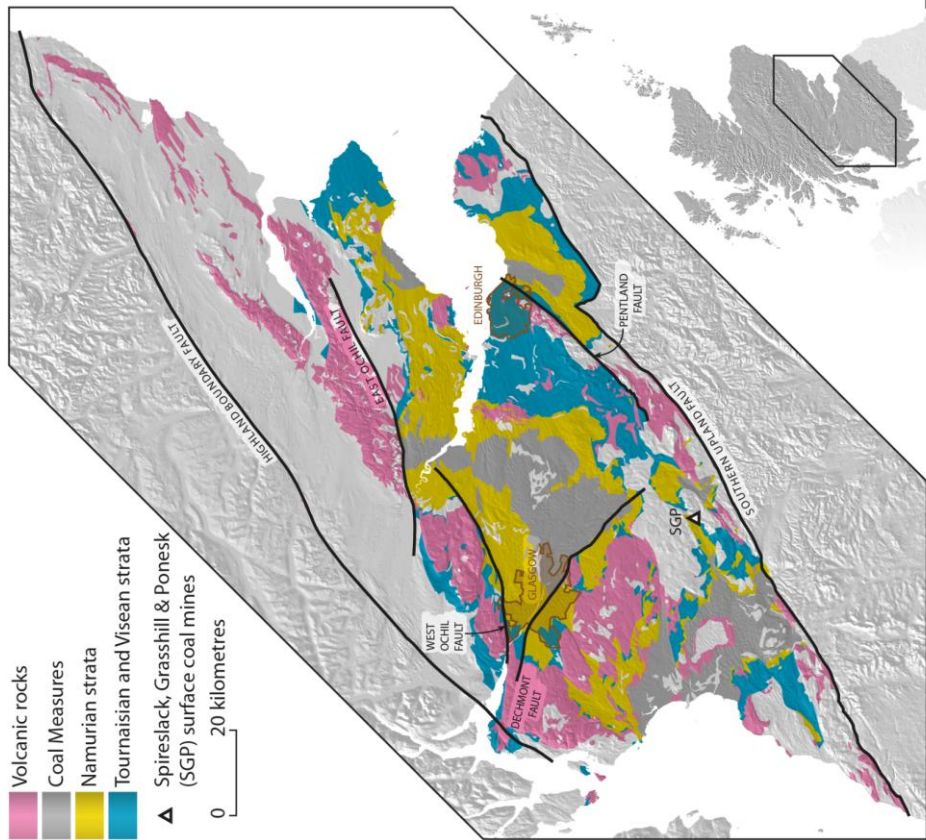 Volcanic rocks
Coal Measures
Namurian strata
Tournaisian and Visean strata
Spireslack, Grasshill & Ponesk
(SGP) surface coal mines
0
20 kilometres
HIGHLAND BOUNDARY FAULT
EAST OCHIL FAULT
WEST
OCHIL
FAULT
DECHMONT
FAULT
GLASGOW
EDINBURGH
PENTLAND
FAULT
SGP
SOUTHERN UPLAND FAULT